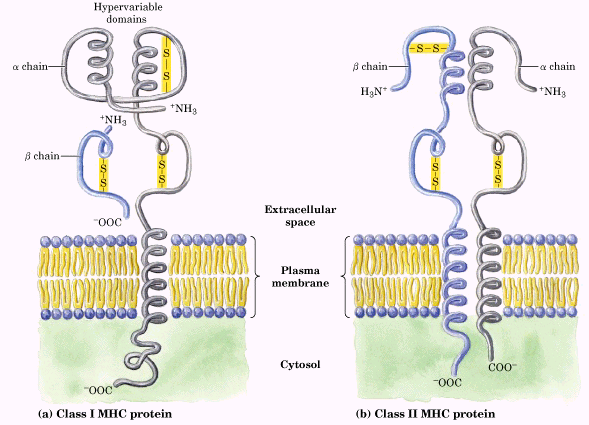 Hypervariable
domains
α chain
–S–S–
⁺NH₃
⁺NH₃
β chain
–S–S–
–S–S–
⁻OOC
⁻OOC
(a) Class I MHC protein
Extracellular
space
Plasma
membrane
Cytosol
–S–S–
β chain
α chain
H₃N⁺
⁺NH₃
–S–S–
–S–S–
⁻OOC
COO⁻
(b) Class II MHC protein